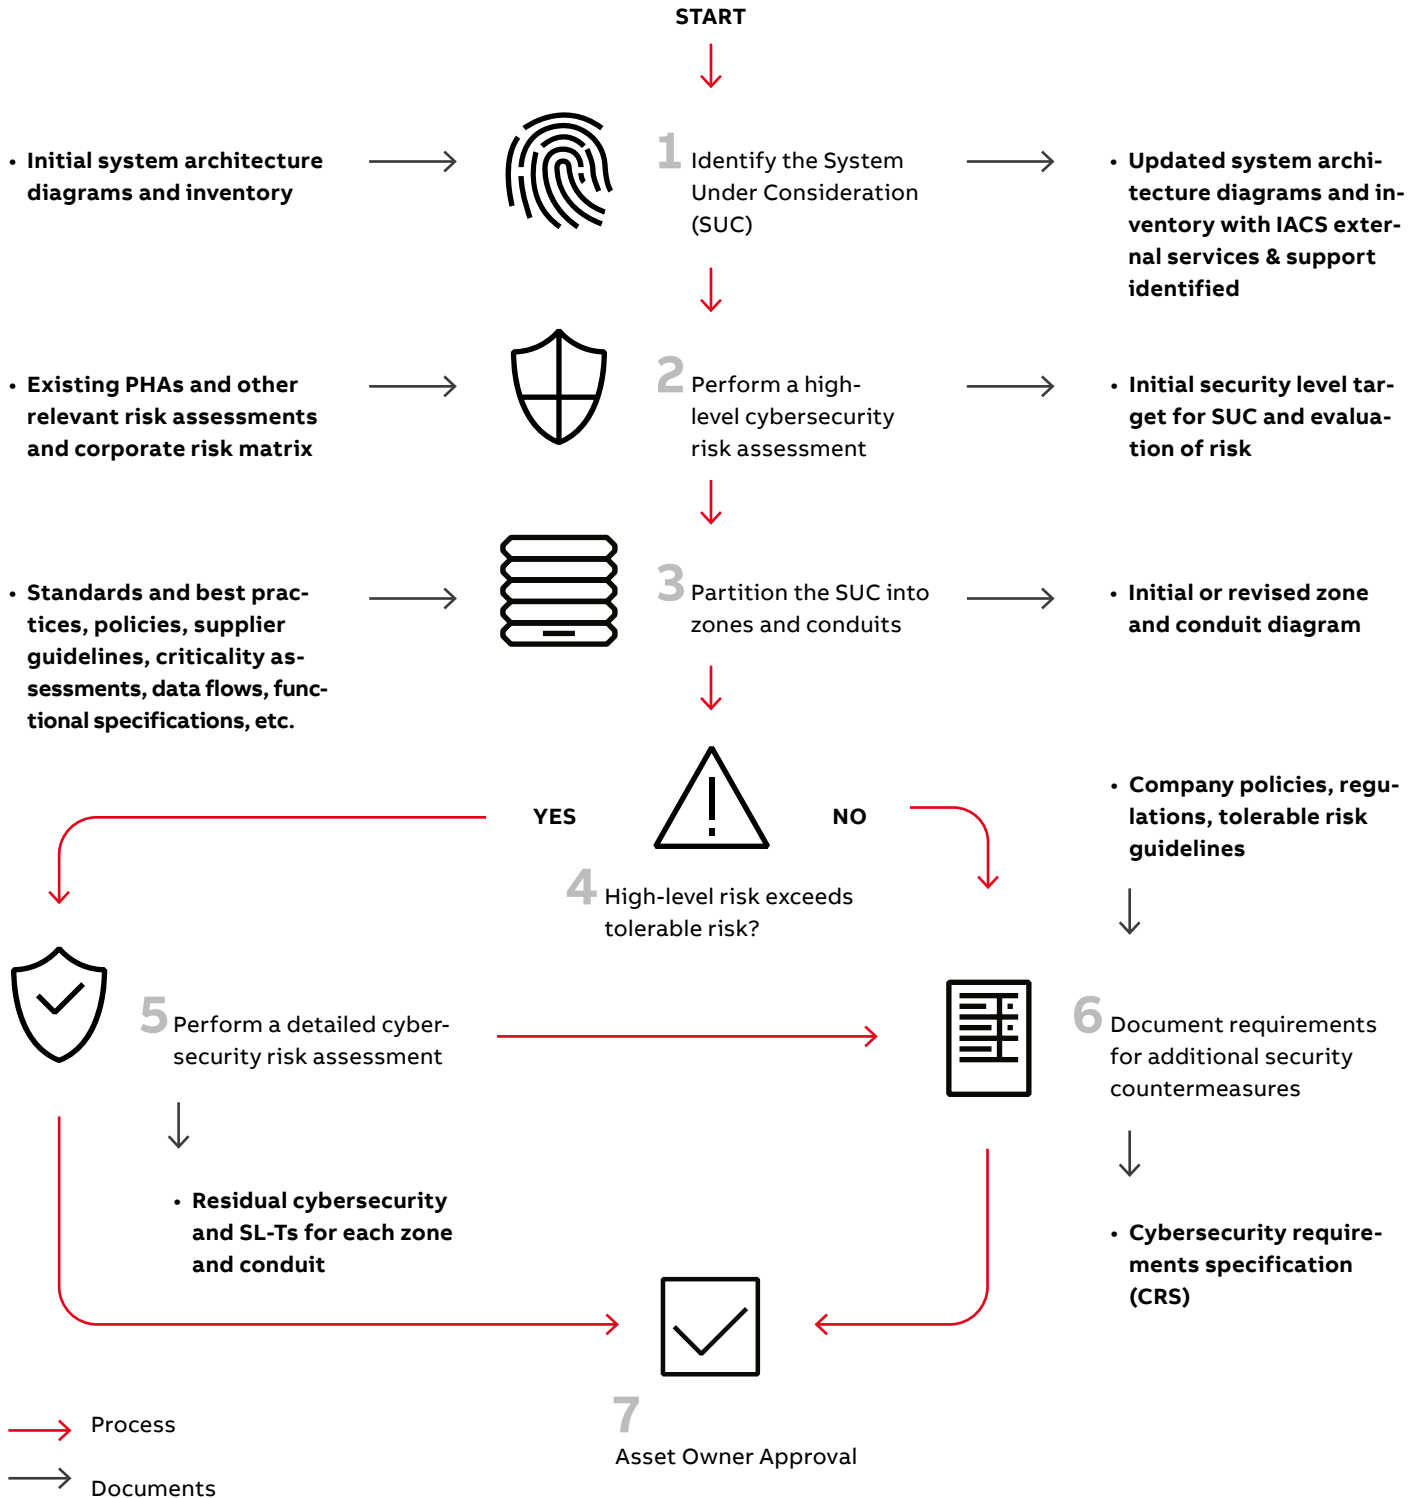 START
• Initial system architecture
diagrams and inventory
1
Identify the System
Under Consideration
(SUC)
• Updated system archi-
tecture diagrams and in-
ventory with IACS exter-
nal services & support
identified
• Existing PHAs and other
relevant risk assessments
and corporate risk matrix
2
Perform a high-
level cybersecurity
risk assessment
• Initial security level tar-
get for SUC and evalua-
tion of risk
• Standards and best prac-
tices, policies, supplier
guidelines, criticality as-
sessments, data flows, func-
tional specifications, etc.
3
Partition the SUC into
zones and conduits
• Initial or revised zone
and conduit diagram
YES
NO
4
High-level risk exceeds
tolerable risk?
• Company policies, regu-
lations, tolerable risk
guidelines
5
Perform a detailed cyber-
security risk assessment
6
Document requirements
for additional security
countermeasures
• Residual cybersecurity
and SL-Ts for each zone
and conduit
• Cybersecurity require-
ments specification
(CRS)
7
Asset Owner Approval
Process
Documents